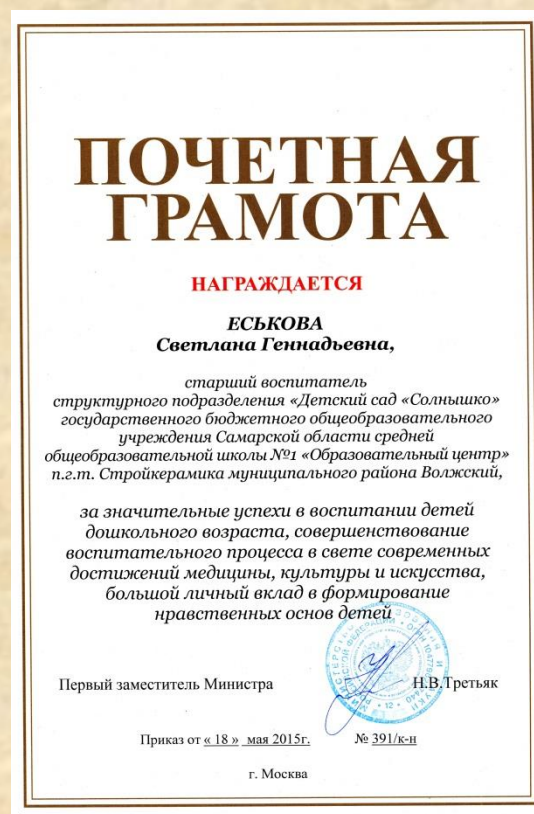 ПОЧЕТНАЯ
ГРАМОТА
НАГРАЖДАЕТСЯ
ЕСЬКОВА
Светлана Геннадьевна,
старший воспитатель
структурного подразделения «Детский сад «Солнышко»
государственного бюджетного общеобразовательного
учреждения Самарской области средней
общеобразовательной школы №1 «Образовательный центр»
п.г.т. Стройкерамика муниципального района Волжский,
за значительные успехи в воспитании детей
дошкольного возраста, совершенствование
воспитательного процесса в свете современных
достижений медицины, культуры и искусства,
большой личный вклад в формирование
нравственных основ детей
Первый заместитель Министра Н.В.Третьяк
Приказ от « 18 » мая 2015г. № 391/к-н
г. Москва